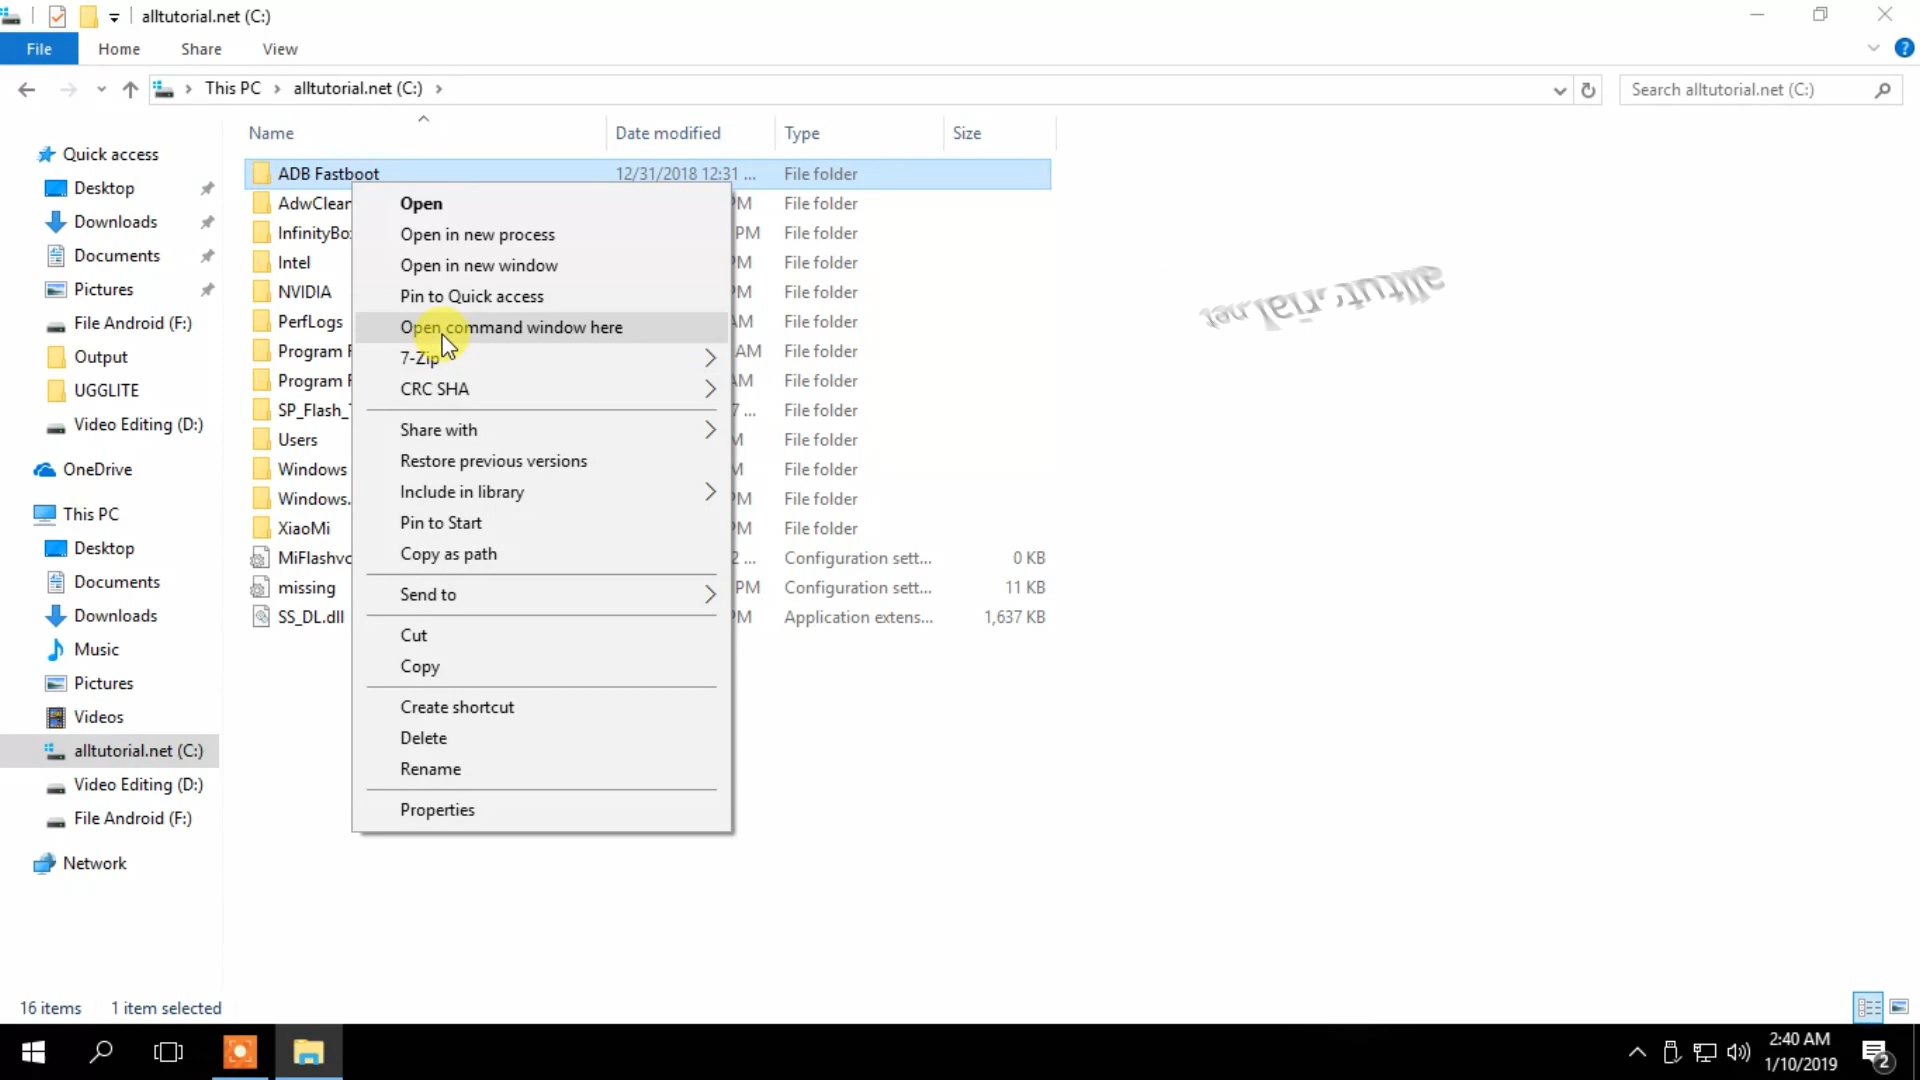 alltutorial.net (C:)
File Home Share View
This PC alltutorial.net (C:) Search alltutorial.net (C:)
Name Date modified Type Size
Quick access
Desktop
Downloads
Documents
Pictures
File Android (F:)
Output
UGGLITE
Video Editing (D:)
OneDrive
This PC
Desktop
Documents
Downloads
Music
Pictures
Videos
alltutorial.net (C:)
Video Editing (D:)
File Android (F:)
Network
ADB Fastboot 12/31/2018 12:31 ... File folder
AdwClean PM File folder
InfinityBox PM File folder
Intel PM File folder
NVIDIA PM File folder
PerfLogs AM File folder
Program F AM File folder
Program F AM File folder
SP_Flash_T 7 ... File folder
Users M File folder
Windows M File folder
Windows. PM File folder
XiaoMi PM File folder
MiFlashvc 2 ... Configuration sett... 0 KB
missing PM Configuration sett... 11 KB
SS_DL.dll PM Application extens... 1,637 KB
Open
Open in new process
Open in new window
Pin to Quick access
Open command window here
7-Zip
CRC SHA
Share with
Restore previous versions
Include in library
Pin to Start
Copy as path
Send to
Cut
Copy
Create shortcut
Delete
Rename
Properties
16 items 1 item selected
2:40 AM
1/10/2019
2